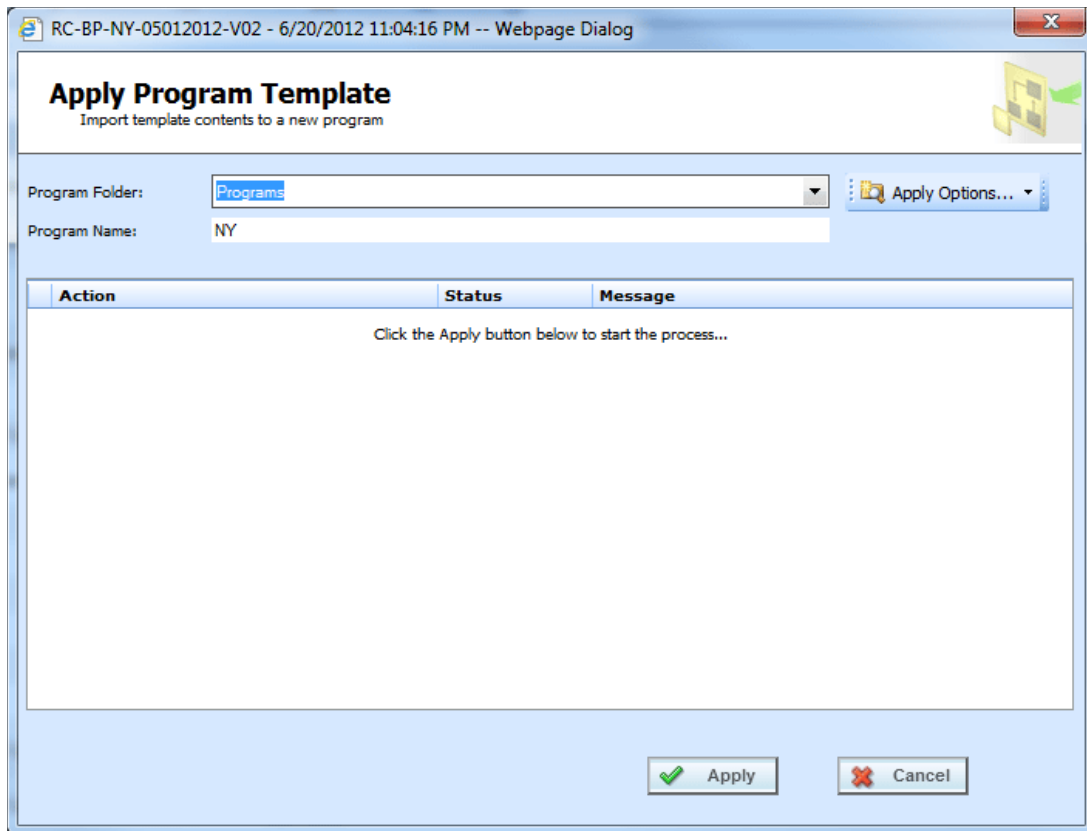 RC-BP-NY-05012012-V02 - 6/20/2012 11:04:16 PM -- Webpage Dialog
Apply Program Template
Import template contents to a new program
Program Folder: Programs Apply Options...
Program Name: NY
Action Status Message
Click the Apply button below to start the process...
Apply Cancel